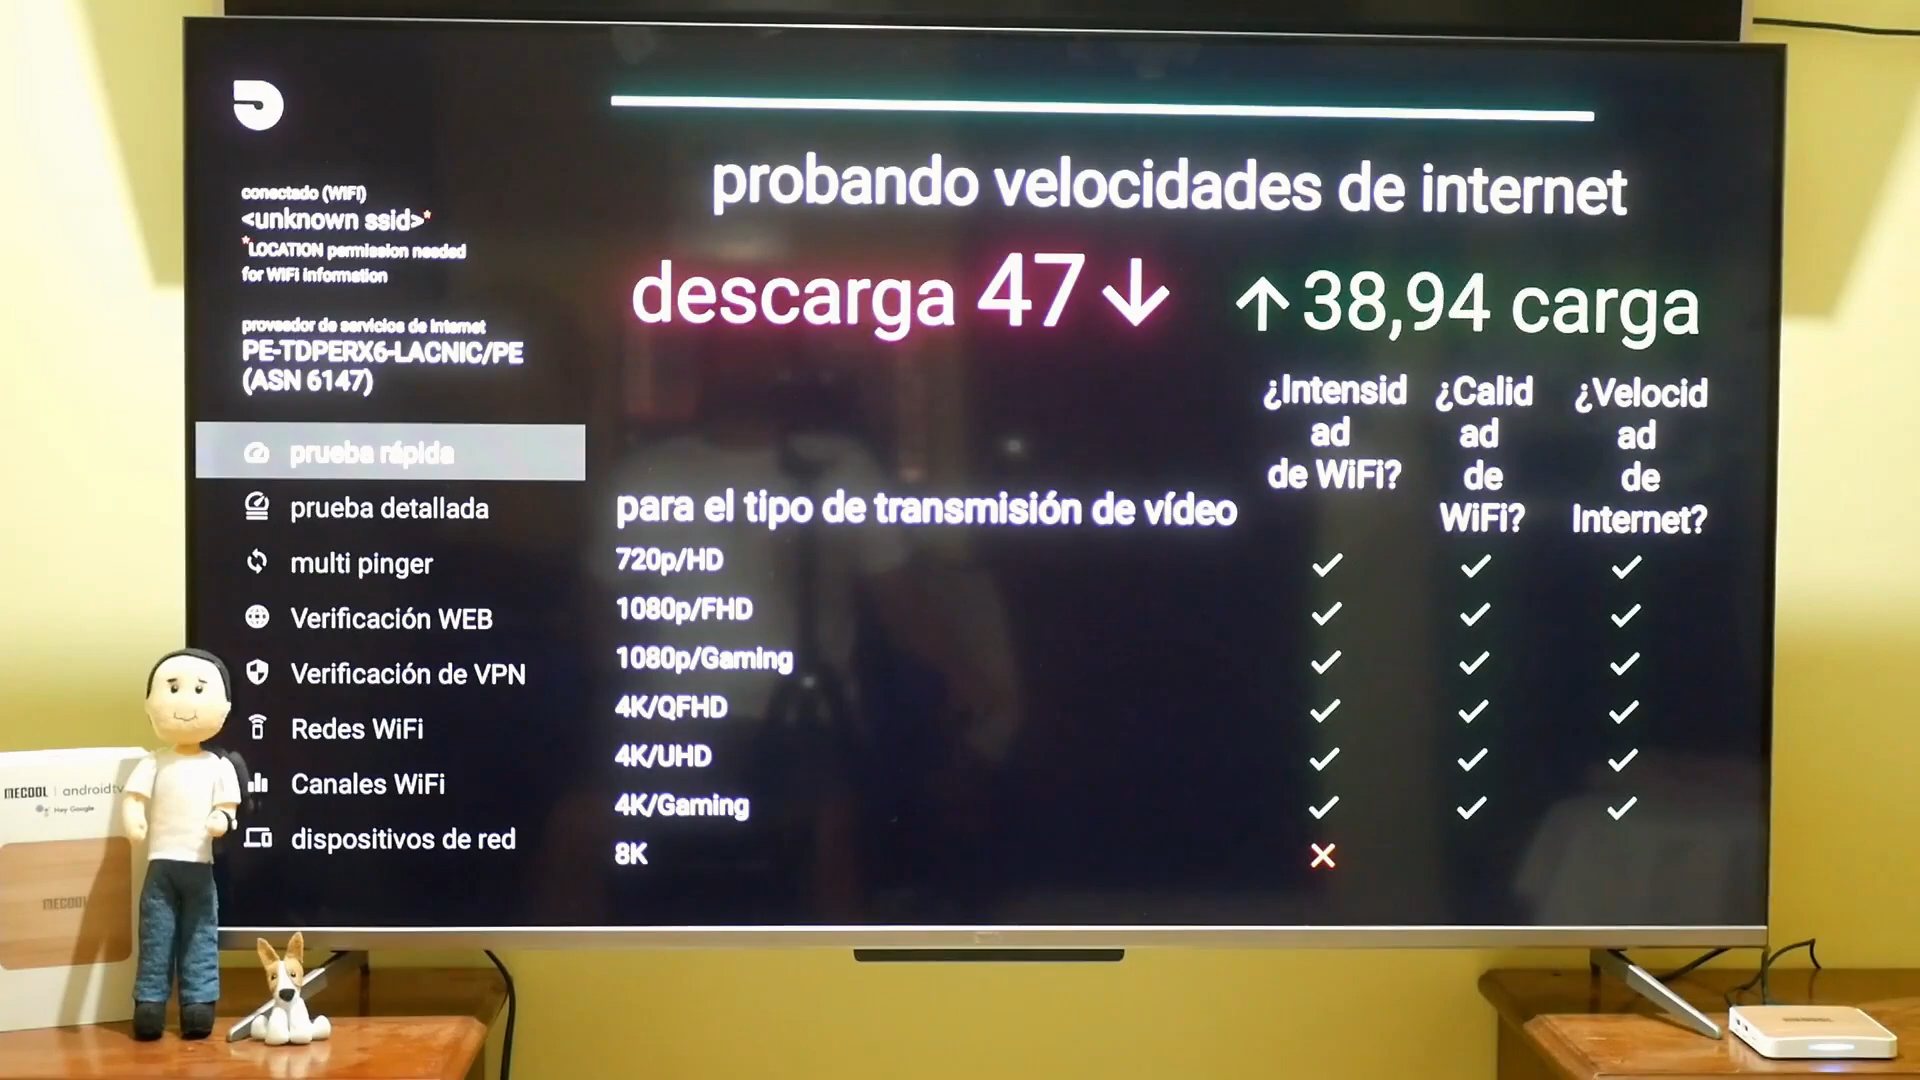 conectado (WIFI)
<unknown ssid>*
*LOCATION permission needed
for WIFI information
proveedor de servicios de Internet
PE-TDPERX6-LACNIC/PE
(ASN 6147)
prueba rápida
prueba detallada
multi pinger
Verificación WEB
Verificación de VPN
Redes WiFi
Canales WiFi
dispositivos de red
probando velocidades de internet
descarga 47↓
↑38,94 carga
¿Intensid
ad
de WiFi?
¿Calid
ad
de
WiFi?
¿Velocid
ad
de
Internet?
para el tipo de transmisión de vídeo
720p/HD
1080p/FHD
1080p/Gaming
4K/QFHD
4K/UHD
4K/Gaming
8K
MECOOL | androidtv
Hey Google
MECOOL
MECOOL